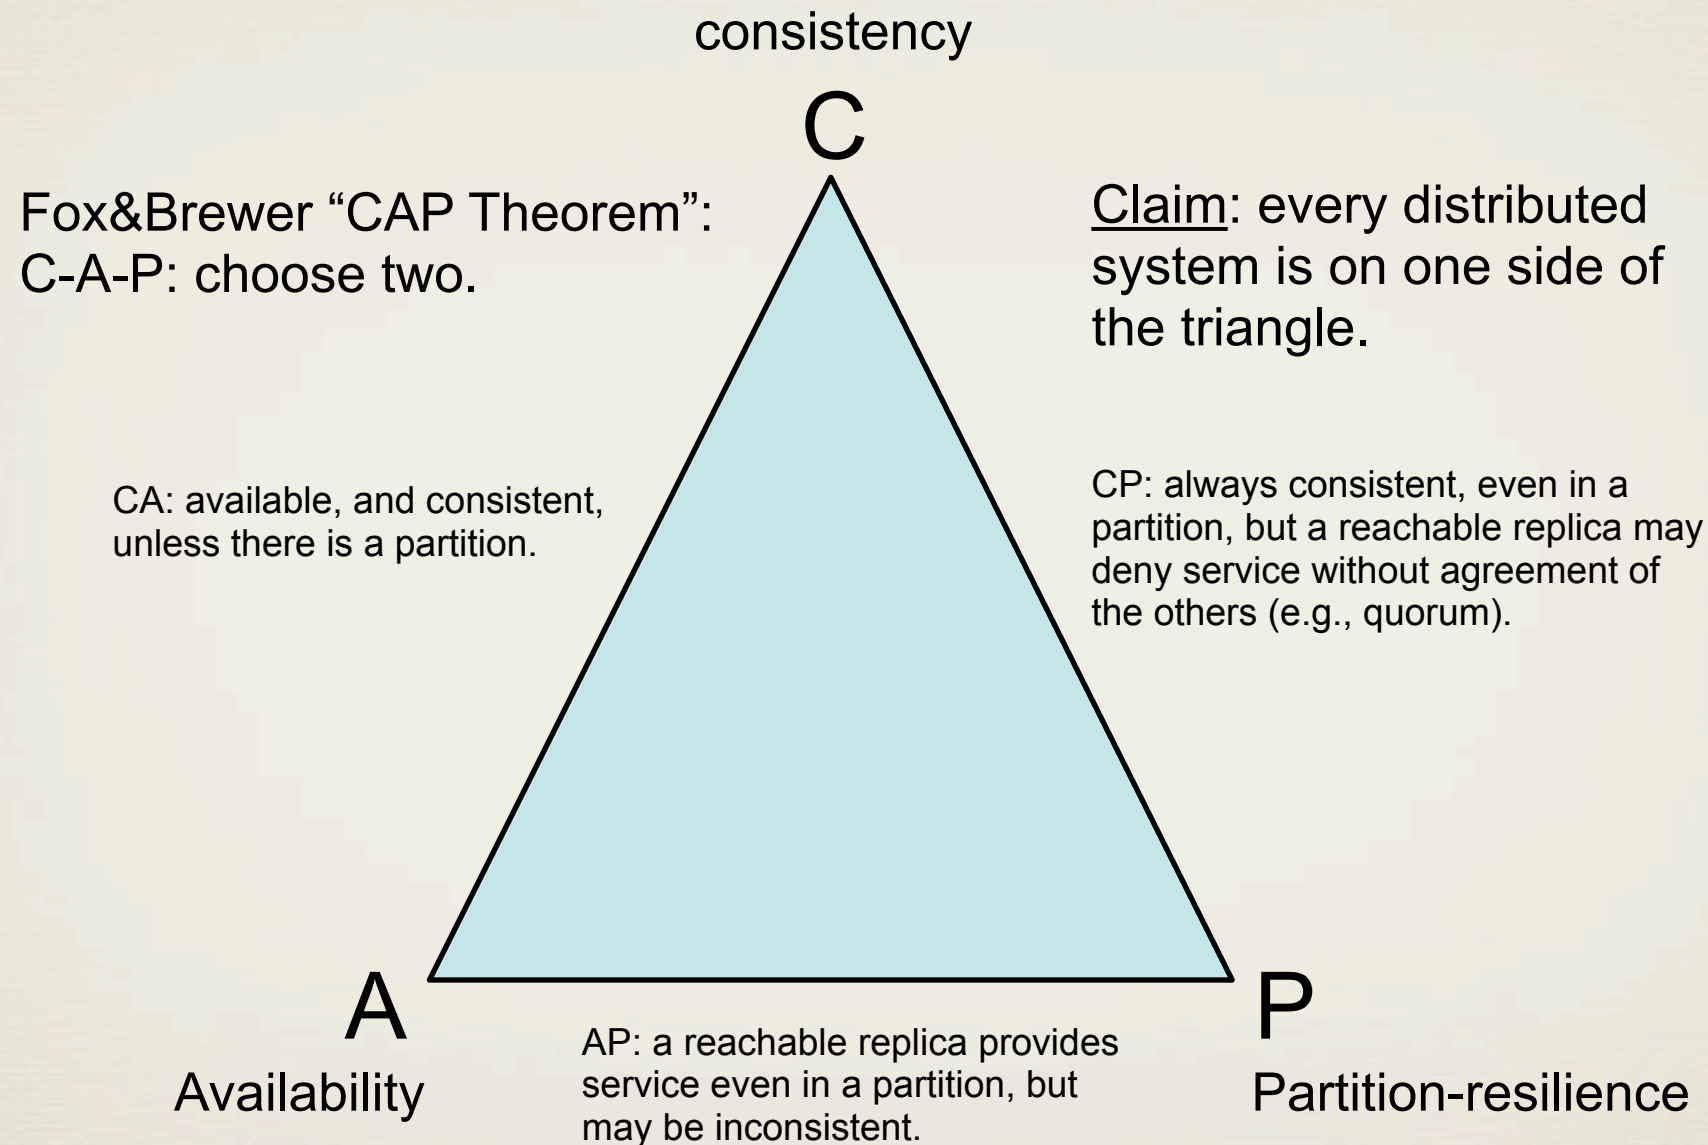 consistency
C
Fox&Brewer “CAP Theorem”:
C-A-P: choose two.
Claim: every distributed
system is on one side of
the triangle.
CA: available, and consistent,
unless there is a partition.
CP: always consistent, even in a
partition, but a reachable replica may
deny service without agreement of
the others (e.g., quorum).
A
Availability
AP: a reachable replica provides
service even in a partition, but
may be inconsistent.
P
Partition-resilience